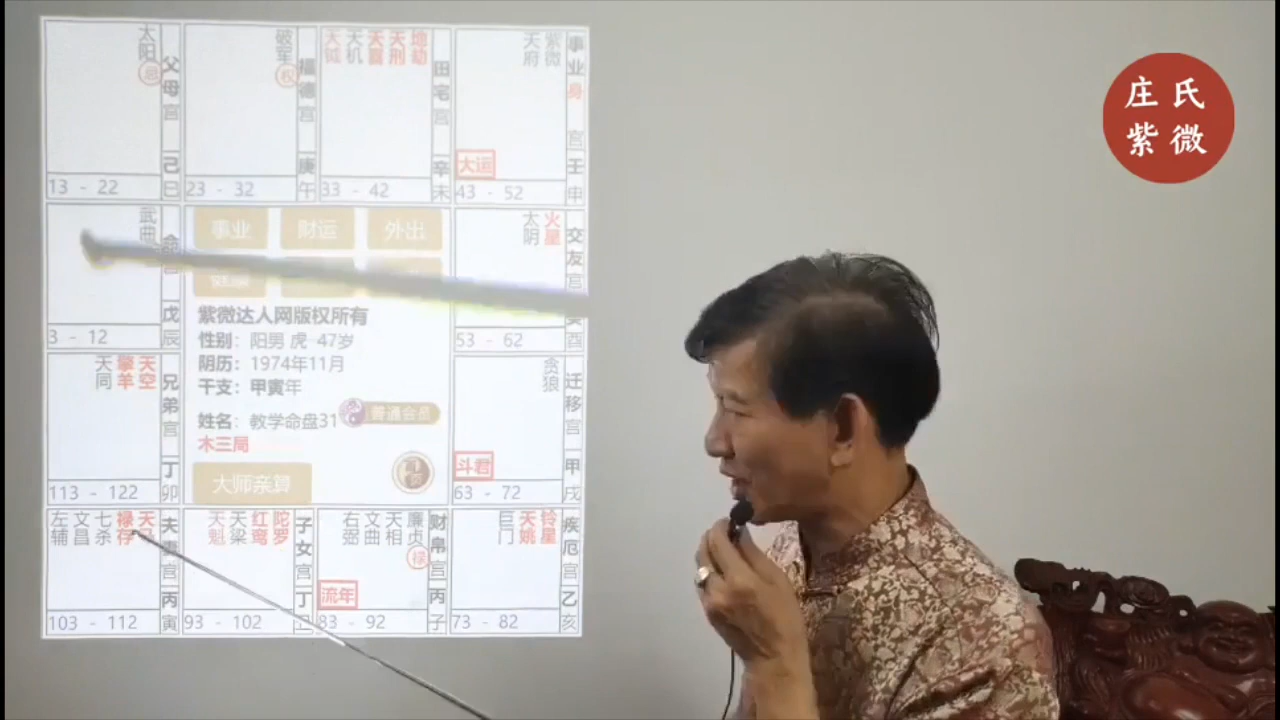 庄氏
紫微
太阳
忌
父母宫
己巳
13 - 22
破军
权
福德宫
庚午
23 - 32
天钺
天机
天喜
天刑
地劫
田宅宫
辛未
33 - 42
紫微
天府
事业身宫
壬申
大运
43 - 52
武曲
戊辰
3 - 12
事业
财运
外出
太阴
火星
交友宫
酉
53 - 62
紫微达人网版权所有
性别：阳男 虎 47岁
阴历：1974年11月
干支：甲寅年
姓名：教学命盘31
普通会员
木三局
大师亲算
天同
擎羊
天空
兄弟宫
丁卯
113 - 122
贪狼
迁移宫
甲戌
斗君
63 - 72
左辅
文昌
七杀
禄存
夫妻宫
丙寅
103 - 112
天魁
天梁
红鸾
陀罗
子女宫
丁丑
93 - 102
右弼
文曲
天相
廉贞
禄
财帛宫
丙子
流年
83 - 92
巨门
天姚
铃星
疾厄宫
乙亥
73 - 82